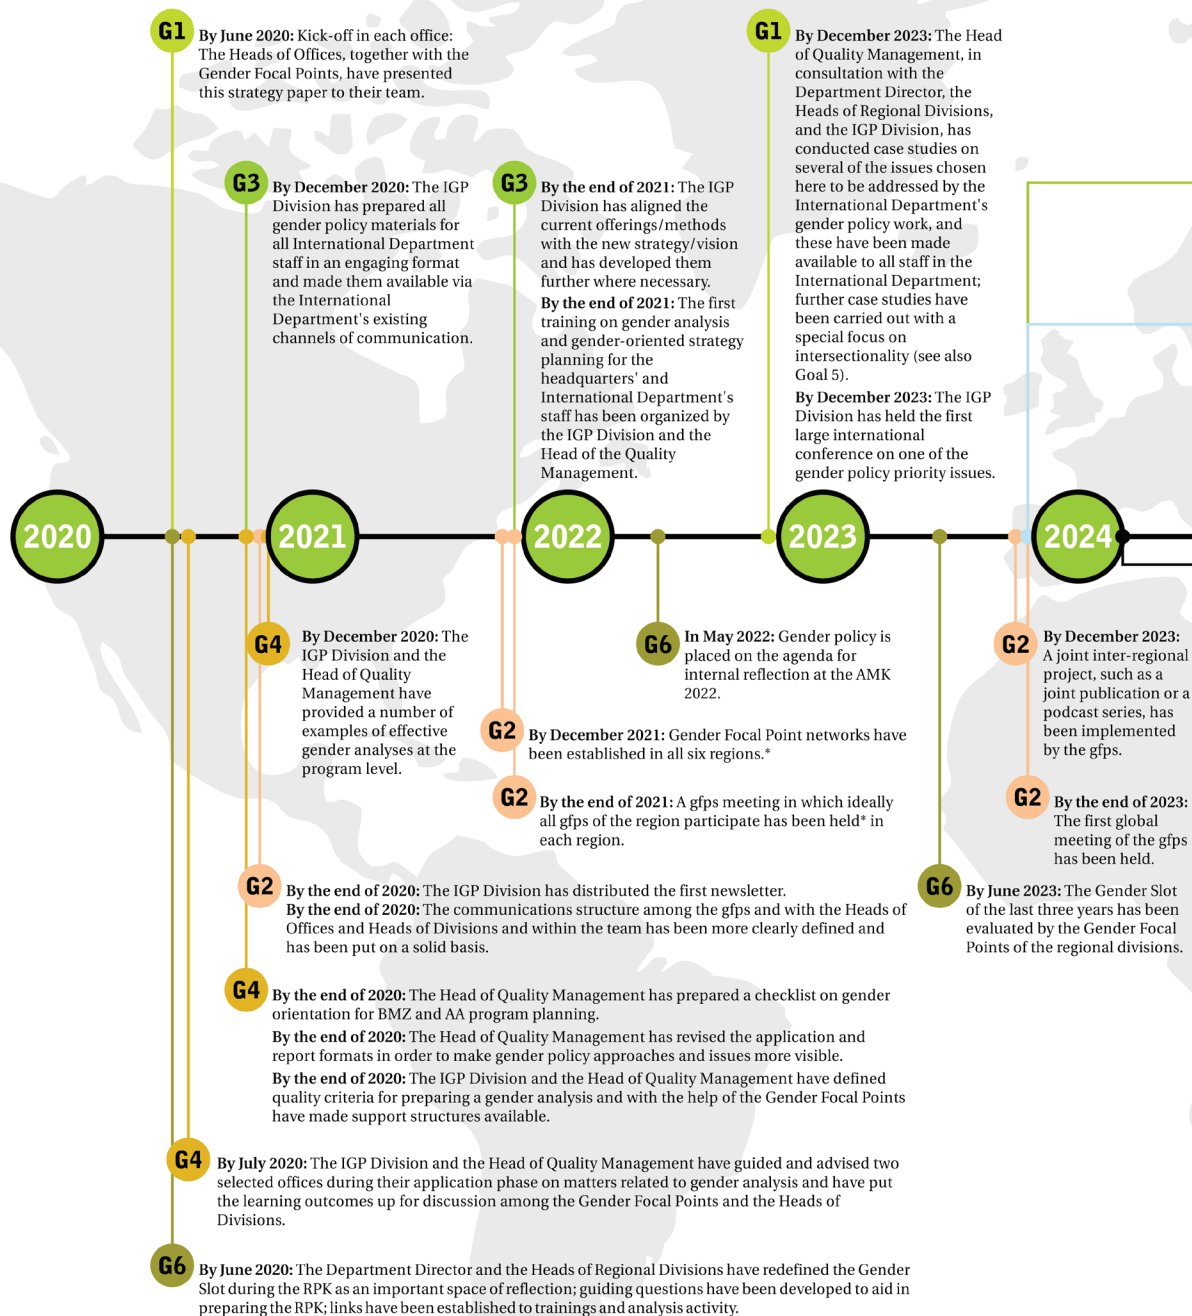 G1
By June 2020: Kick-off in each office:
The Heads of Offices, together with the
Gender Focal Points, have presented
this strategy paper to their team.
G3
By December 2020: The IGP
Division has prepared all
gender policy materials for
all International Department
staff in an engaging format
and made them available via
the International
Department's existing
channels of communication.
G3
By the end of 2021: The IGP
Division has aligned the
current offerings/methods
with the new strategy/vision
and has developed them
further where necessary.
By the end of 2021: The first
training on gender analysis
and gender-oriented strategy
planning for the
headquarters' and
International Department's
staff has been organized by
the IGP Division and the
Head of the Quality
Management.
G1
By December 2023: The Head
of Quality Management, in
consultation with the
Department Director, the
Heads of Regional Divisions,
and the IGP Division, has
conducted case studies on
several of the issues chosen
here to be addressed by the
International Department's
gender policy work, and
these have been made
available to all staff in the
International Department;
further case studies have
been carried out with a
special focus on
intersectionality (see also
Goal 5).
By December 2023: The IGP
Division has held the first
large international
conference on one of the
gender policy priority issues.
2020
2021
2022
2023
2024
G4
By December 2020: The
IGP Division and the
Head of Quality
Management have
provided a number of
examples of effective
gender analyses at the
program level.
G6
In May 2022: Gender policy is
placed on the agenda for
internal reflection at the AMK
2022.
G2
By December 2023:
A joint inter-regional
project, such as a
joint publication or a
podcast series, has
been implemented
by the gfps.
G2
By December 2021: Gender Focal Point networks have
been established in all six regions.*
G2
By the end of 2021: A gfps meeting in which ideally
all gfps of the region participate has been held* in
each region.
G2
By the end of 2023:
The first global
meeting of the gfps
has been held.
G2
By the end of 2020: The IGP Division has distributed the first newsletter.
By the end of 2020: The communications structure among the gfps and with the Heads of
Offices and Heads of Divisions and within the team has been more clearly defined and
has been put on a solid basis.
G6
By June 2023: The Gender Slot
of the last three years has been
evaluated by the Gender Focal
Points of the regional divisions.
G4
By the end of 2020: The Head of Quality Management has prepared a checklist on gender
orientation for BMZ and AA program planning.
By the end of 2020: The Head of Quality Management has revised the application and
report formats in order to make gender policy approaches and issues more visible.
By the end of 2020: The IGP Division and the Head of Quality Management have defined
quality criteria for preparing a gender analysis and with the help of the Gender Focal Points
have made support structures available.
G4
By July 2020: The IGP Division and the Head of Quality Management have guided and advised two
selected offices during their application phase on matters related to gender analysis and have put
the learning outcomes up for discussion among the Gender Focal Points and the Heads of
Divisions.
G6
By June 2020: The Department Director and the Heads of Regional Divisions have redefined the Gender
Slot during the RPK as an important space of reflection; guiding questions have been developed to aid in
preparing the RPK; links have been established to trainings and analysis activity.